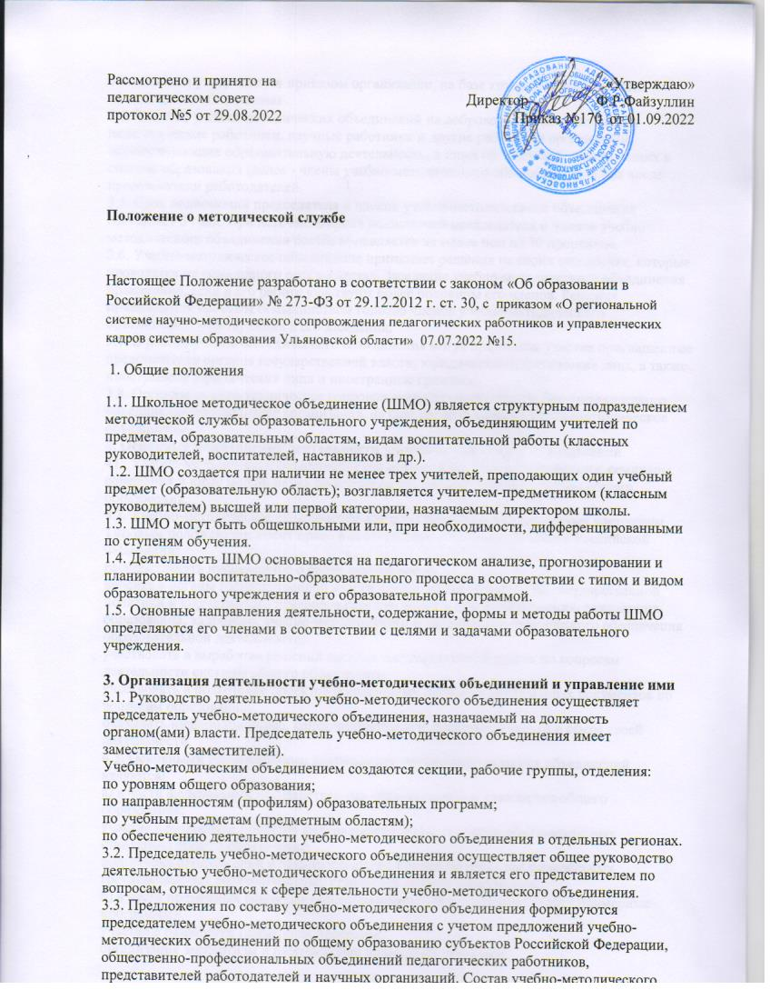 Рассмотрено и принято на
педагогическом совете
протокол №5 от 29.08.2022
«Утверждаю»
Директор Ф.Р.Файзуллин
Приказ №170 от 01.09.2022
Положение о методической службе
Настоящее Положение разработано в соответствии с законом «Об образовании в
Российской Федерации» № 273-ФЗ от 29.12.2012 г. ст. 30, с приказом «О региональной
системе научно-методического сопровождения педагогических работников и управленческих
кадров системы образования Ульяновской области» 07.07.2022 №15.
1. Общие положения
1.1. Школьное методическое объединение (ШМО) является структурным подразделением
методической службы образовательного учреждения, объединяющим учителей по
предметам, образовательным областям, видам воспитательной работы (классных
руководителей, воспитателей, наставников и др.).
1.2. ШМО создается при наличии не менее трех учителей, преподающих один учебный
предмет (образовательную область); возглавляется учителем-предметником (классным
руководителем) высшей или первой категории, назначаемым директором школы.
1.3. ШМО могут быть общешкольными или, при необходимости, дифференцированными
по ступеням обучения.
1.4. Деятельность ШМО основывается на педагогическом анализе, прогнозировании и
планировании воспитательно-образовательного процесса в соответствии с типом и видом
образовательного учреждения и его образовательной программой.
1.5. Основные направления деятельности, содержание, формы и методы работы ШМО
определяются его членами в соответствии с целями и задачами образовательного
учреждения.
3. Организация деятельности учебно-методических объединений и управление ими
3.1. Руководство деятельностью учебно-методического объединения осуществляет
председатель учебно-методического объединения, назначаемый на должность
органом(ами) власти. Председатель учебно-методического объединения имеет
заместителя (заместителей).
Учебно-методическим объединением создаются секции, рабочие группы, отделения:
по уровням общего образования;
по направленностям (профилям) образовательных программ;
по учебным предметам (предметным областям);
по обеспечению деятельности учебно-методического объединения в отдельных регионах.
3.2. Председатель учебно-методического объединения осуществляет общее руководство
деятельностью учебно-методического объединения и является его представителем по
вопросам, относящимся к сфере деятельности учебно-методического объединения.
3.3. Предложения по составу учебно-методического объединения формируются
председателем учебно-методического объединения с учетом предложений учебно-
методических объединений по общему образованию субъектов Российской Федерации,
общественно-профессиональных объединений педагогических работников,
представителей работодателей и научных организаций. Состав учебно-методического